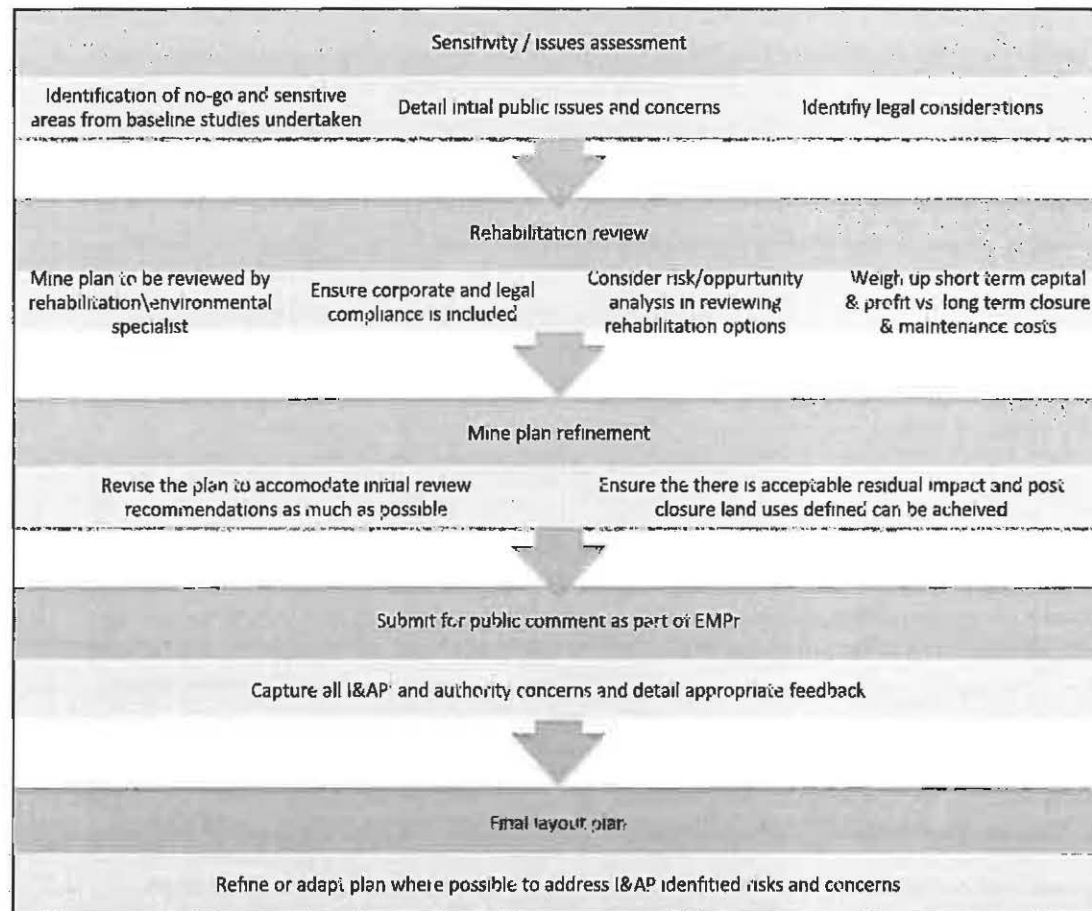 Sensitivity / issues assessment
Identification of no-go and sensitive
areas from baseline studies undertaken
Detail intial public issues and concerns
Identifiy legal considerations
Rehabilitation review
Mine plan to be reviewed by
rehabilitation\environmental
specialist
Ensure corporate and legal
compliance is included
Consider risk/oppurtunity
analysis in reviewing
rehabilitation options
Weigh up short term capital
& profit vs. long term closure
& maintenance costs
Mine plan refinement
Revise the plan to accomodate initial review
recommendations as much as possible
Ensure the there is acceptable residual impact and post
closure land uses defined can be acheived
Submit for public comment as part of EMPr
Capture all I&AP' and authority concerns and detail appropriate feedback
Final layout plan
Refine or adapt plan where possible to address I&AP idenfitied risks and concerns